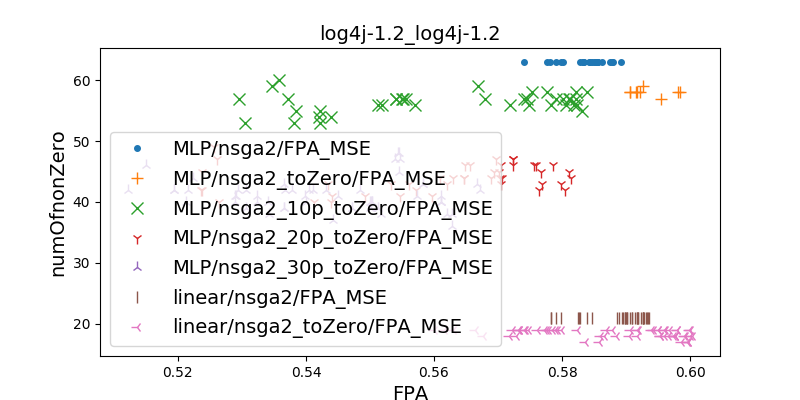 log4j-1.2_log4j-1.2
numOfnonZero
60
50
40
30
20
MLP/nsga2/FPA_MSE
MLP/nsga2_toZero/FPA_MSE
MLP/nsga2_10p_toZero/FPA_MSE
MLP/nsga2_20p_toZero/FPA_MSE
MLP/nsga2_30p_toZero/FPA_MSE
linear/nsga2/FPA_MSE
linear/nsga2_toZero/FPA_MSE
0.52 0.54 0.56 0.58 0.60
FPA